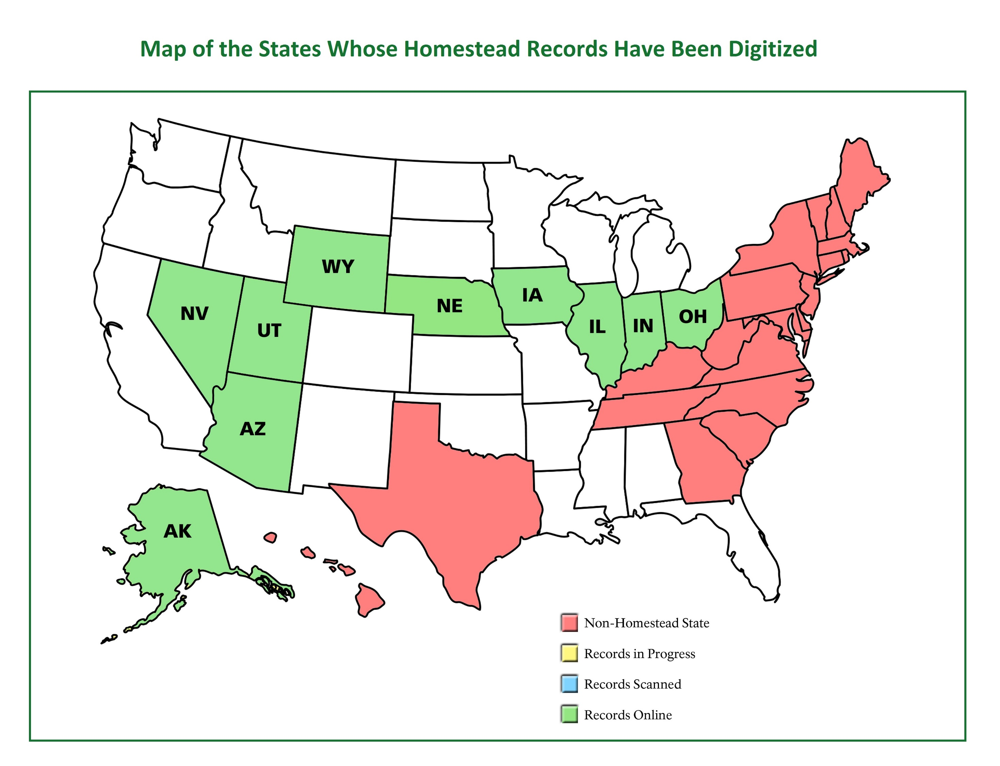 Map of the States Whose Homestead Records Have Been Digitized
WY
NE
IA
NV
UT
IL
IN
OH
AZ
AK
Non-Homestead State
Records in Progress
Records Scanned
Records Online